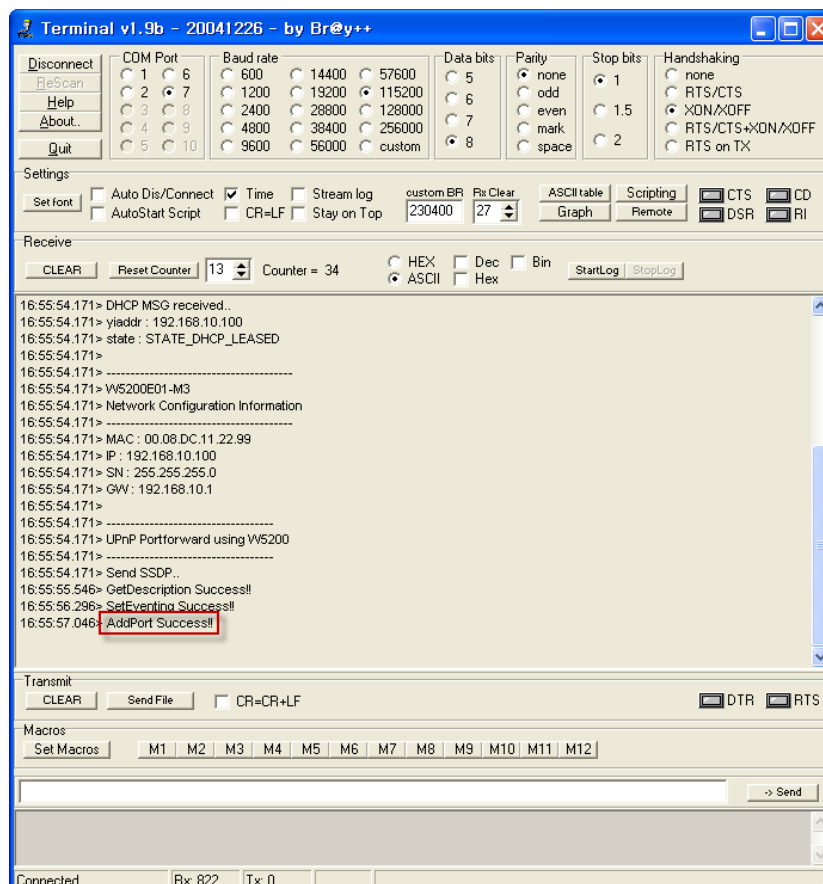 Terminal v1.9b - 20041226 - by Br@y++
Disconnect
ReScan
Help
About..
Quit
COM Port
1 6
2 7
3 8
4 9
5 10
Baud rate
600 14400 57600
1200 19200 115200
2400 28800 128000
4800 38400 256000
9600 56000 custom
Data bits
5
6
7
8
Parity
none
odd
even
mark
space
Stop bits
1
1.5
2
Handshaking
none
RTS/CTS
XON/XOFF
RTS/CTS+XON/XOFF
RTS on TX
Settings
Set font
Auto Dis/Connect Time Stream log
AutoStart Script CR=LF Stay on Top
custom BR Rx Clear
230400 27
ASCII table Scripting
Graph Remote
CTS CD
DSR RI
Receive
CLEAR Reset Counter 13 Counter = 34
HEX Dec Bin
ASCII Hex
StartLog StopLog
16:55:54.171> DHCP MSG received..
16:55:54.171> yiaddr : 192.168.10.100
16:55:54.171> state : STATE_DHCP_LEASED
16:55:54.171>
16:55:54.171> ----------------------------------------
16:55:54.171> W5200E01-M3
16:55:54.171> Network Configuration Information
16:55:54.171> ----------------------------------------
16:55:54.171> MAC : 00.08.DC.11.22.99
16:55:54.171> IP : 192.168.10.100
16:55:54.171> SN : 255.255.255.0
16:55:54.171> GW : 192.168.10.1
16:55:54.171>
16:55:54.171> ------------------------------------
16:55:54.171> UPnP Portforward using W5200
16:55:54.171> ------------------------------------
16:55:54.171> Send SSDP..
16:55:55.546> GetDescription Success!!
16:55:56.296> SetEventing Success!!
16:55:57.046> AddPort Success!!
Transmit
CLEAR Send File CR=CR+LF DTR RTS
Macros
Set Macros M1 M2 M3 M4 M5 M6 M7 M8 M9 M10 M11 M12
-> Send
Connected Rx: 822 Tx: 0